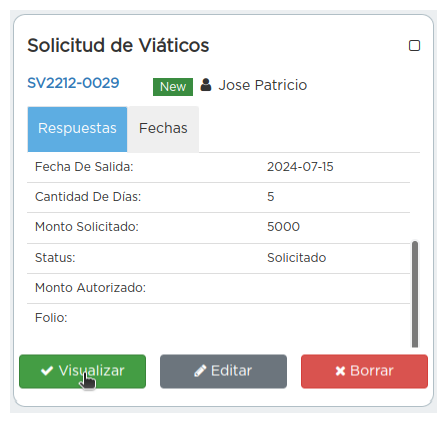 Solicitud de Viáticos
SV2212-0029 New Jose Patricio
Respuestas Fechas
Fecha De Salida: 2024-07-15
Cantidad De Días: 5
Monto Solicitado: 5000
Status: Solicitado
Monto Autorizado:
Folio:
Visualizar Editar Borrar